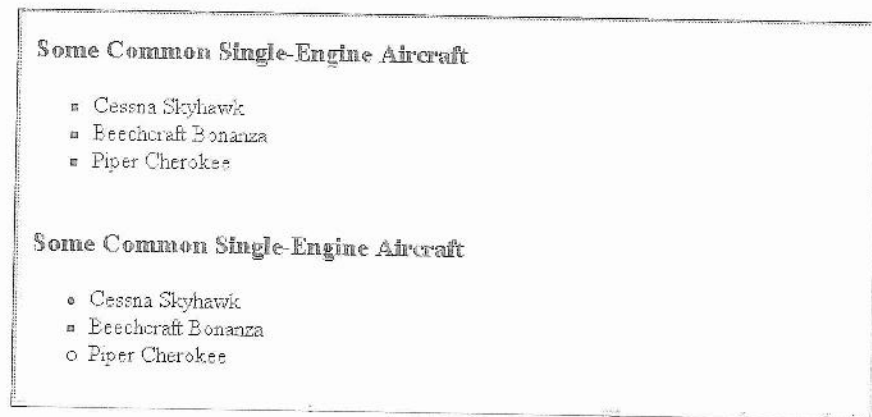 Some Common Single-Engine Aircraft
Cessna Skyhawk
Beechcraft Bonanza
Piper Cherokee
Some Common Single-Engine Aircraft
Cessna Skyhawk
Beechcraft Bonanza
Piper Cherokee